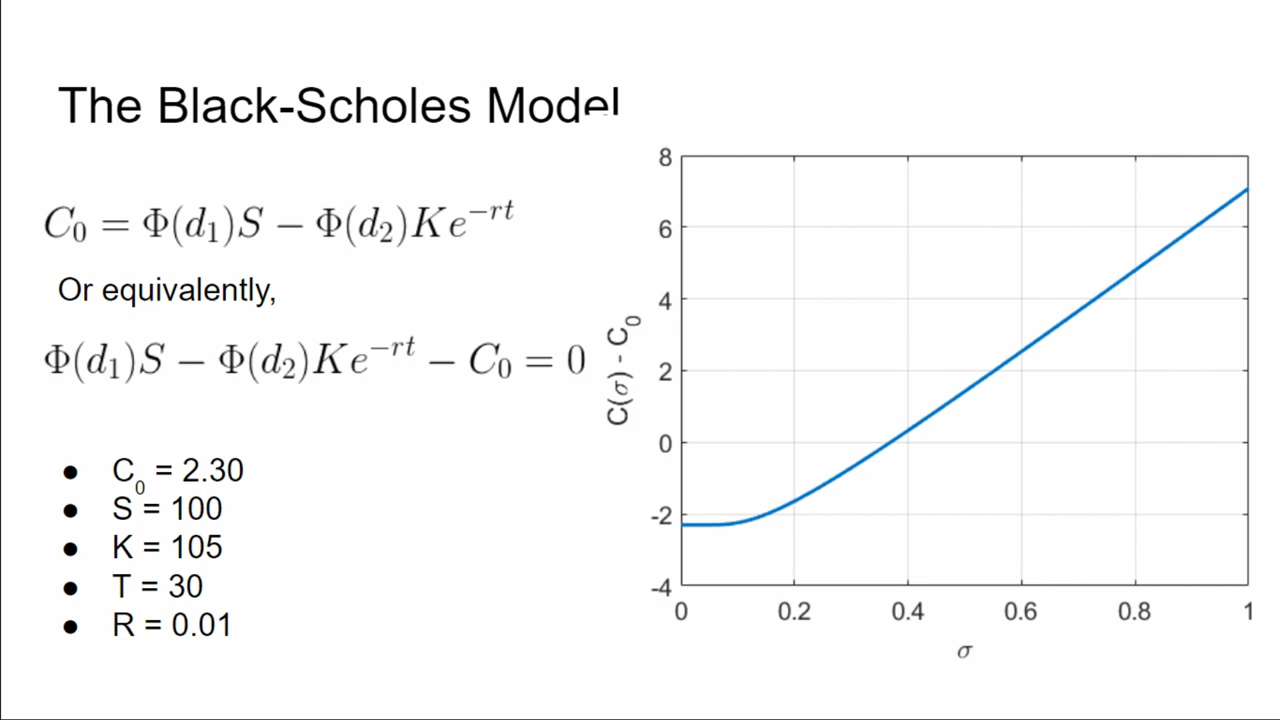 The Black-Scholes Model
C₀ = Φ(d₁)S − Φ(d₂)Ke⁻ʳᵗ
Or equivalently,
Φ(d₁)S − Φ(d₂)Ke⁻ʳᵗ − C₀ = 0
● C₀ = 2.30
● S = 100
● K = 105
● T = 30
● R = 0.01
C(σ) - C₀
8
6
4
2
0
-2
-4
0 0.2 0.4 0.6 0.8 1
σ